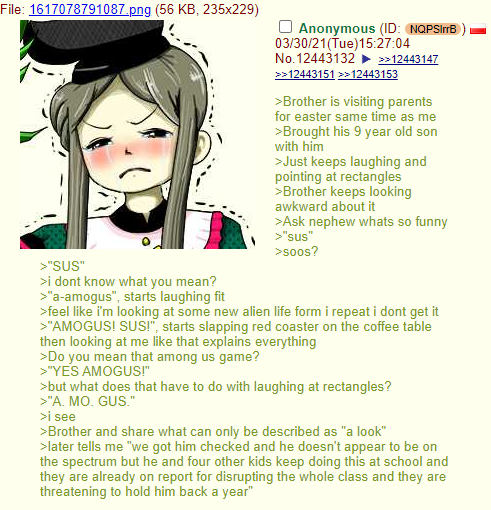 File: 1617078791087.png (56 KB, 235x229)
Anonymous (ID: NQPSIrrB)
03/30/21(Tue)15:27:04
No.12443132 ▶ >>12443147
>>12443151 >>12443153
>Brother is visiting parents
for easter same time as me
>Brought his 9 year old son
with him
>Just keeps laughing and
pointing at rectangles
>Brother keeps looking
awkward about it
>Ask nephew whats so funny
>"sus"
>soos?
>"SUS"
>i dont know what you mean?
>"a-amogus", starts laughing fit
>feel like i'm looking at some new alien life form i repeat i dont get it
>"AMOGUS! SUS!", starts slapping red coaster on the coffee table
then looking at me like that explains everything
>Do you mean that among us game?
>"YES AMOGUS!"
>but what does that have to do with laughing at rectangles?
>"A. MO. GUS."
>i see
>Brother and share what can only be described as "a look"
>later tells me "we got him checked and he doesn't appear to be on
the spectrum but he and four other kids keep doing this at school and
they are already on report for disrupting the whole class and they are
threatening to hold him back a year"